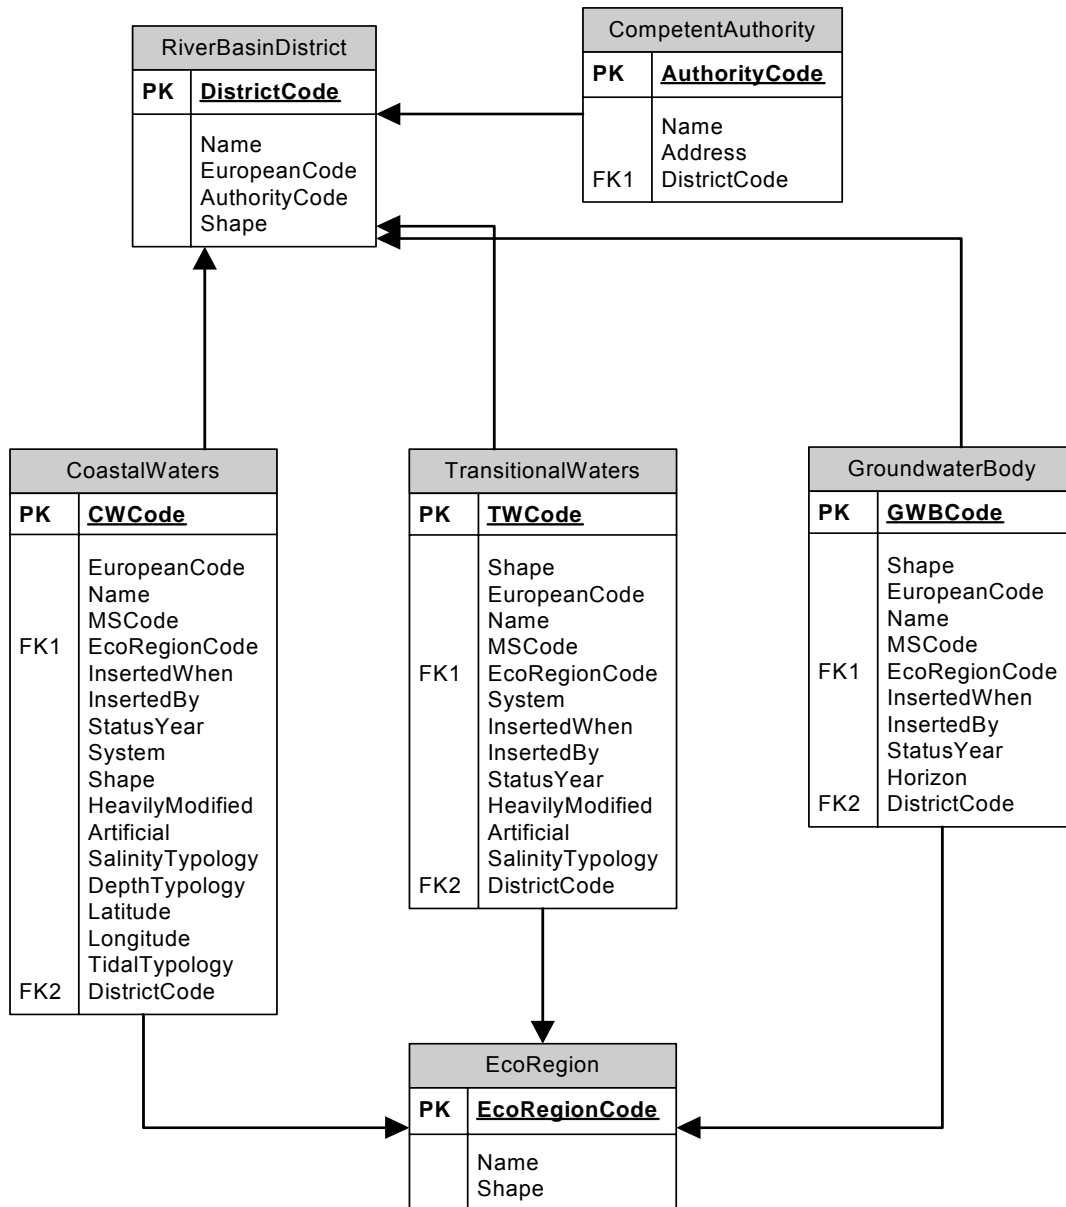 RiverBasinDistrict
PK DistrictCode
Name
EuropeanCode
AuthorityCode
Shape
CompetentAuthority
PK AuthorityCode
Name
Address
FK1 DistrictCode
CoastalWaters
PK CWCode
EuropeanCode
Name
MSCode
FK1 EcoRegionCode
InsertedWhen
InsertedBy
StatusYear
System
Shape
HeavilyModified
Artificial
SalinityTypology
DepthTypology
Latitude
Longitude
TidalTypology
FK2 DistrictCode
TransitionalWaters
PK TWCode
Shape
EuropeanCode
Name
MSCode
FK1 EcoRegionCode
System
InsertedWhen
InsertedBy
StatusYear
HeavilyModified
Artificial
SalinityTypology
FK2 DistrictCode
GroundwaterBody
PK GWBCode
Shape
EuropeanCode
Name
MSCode
FK1 EcoRegionCode
InsertedWhen
InsertedBy
StatusYear
Horizon
FK2 DistrictCode
EcoRegion
PK EcoRegionCode
Name
Shape